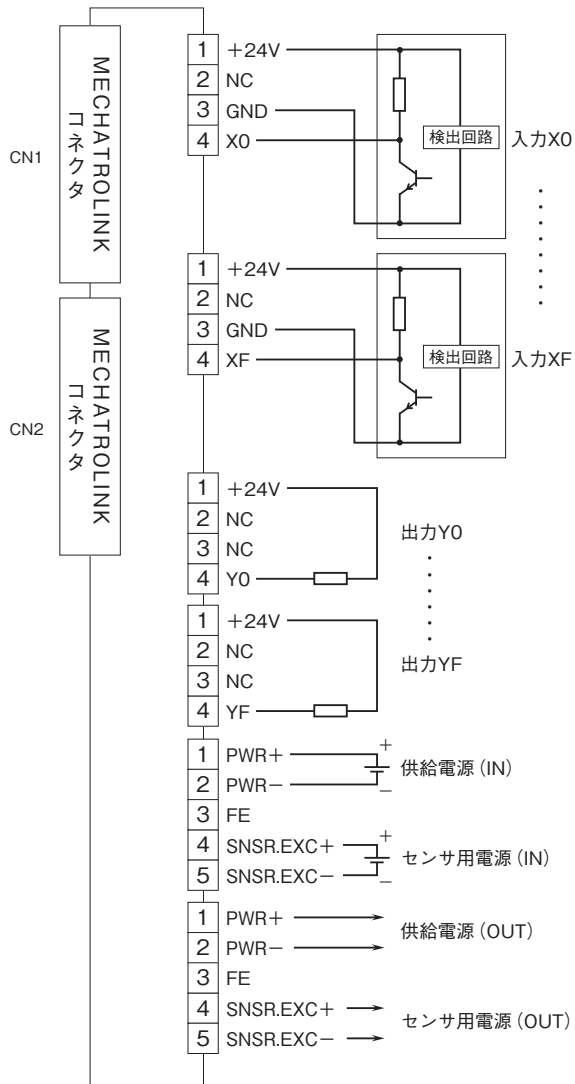 CN1
MECHATROLINK
コネクタ
CN2
MECHATROLINK
コネクタ
1 +24V
2 NC
3 GND
4 X0
検出回路
入力X0
1 +24V
2 NC
3 GND
4 XF
検出回路
入力XF
1 +24V
2 NC
3 NC
4 Y0
出力Y0
1 +24V
2 NC
3 NC
4 YF
出力YF
1 PWR+
2 PWR−
3 FE
4 SNSR.EXC+
5 SNSR.EXC−
+
供給電源(IN)
−
+
センサ用電源(IN)
−
1 PWR+
2 PWR−
3 FE
4 SNSR.EXC+
5 SNSR.EXC−
供給電源(OUT)
センサ用電源(OUT)